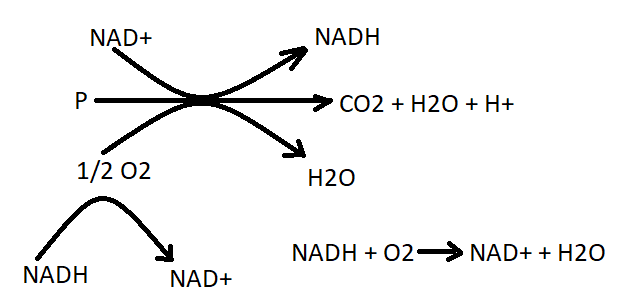 NAD+ NADH
P CO2 + H2O + H+
1/2 O2 H2O
NADH NAD+
NADH + O2 NAD+ + H2O